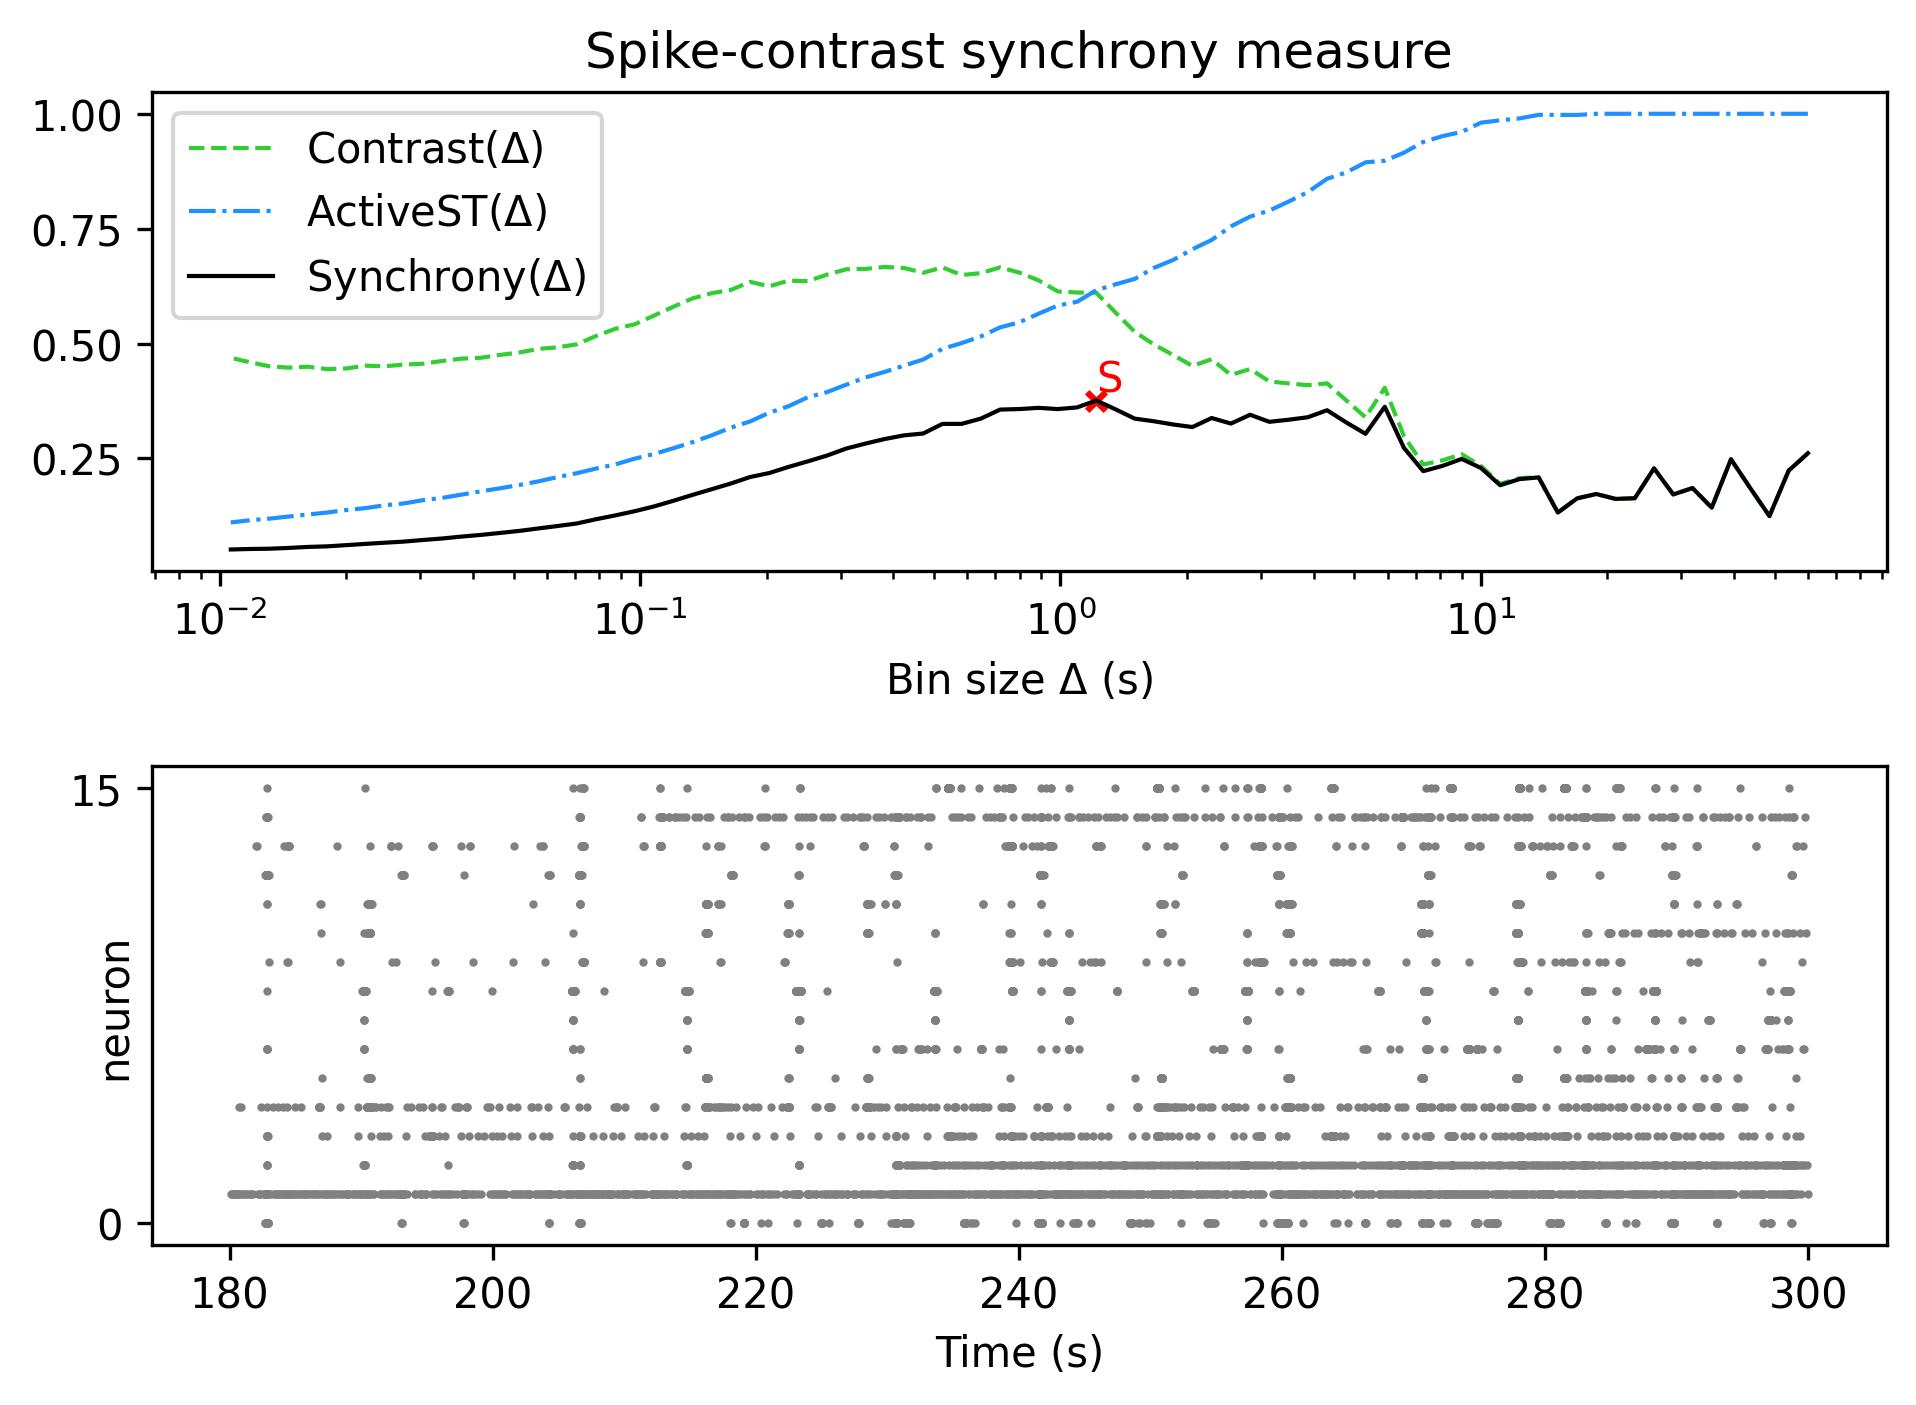 Spike-contrast synchrony measure
1.00
0.75
0.50
0.25
Contrast(Δ)
ActiveST(Δ)
Synchrony(Δ)
S
10⁻² 10⁻¹ 10⁰ 10¹
Bin size Δ (s)
15
0
neuron
180 200 220 240 260 280 300
Time (s)